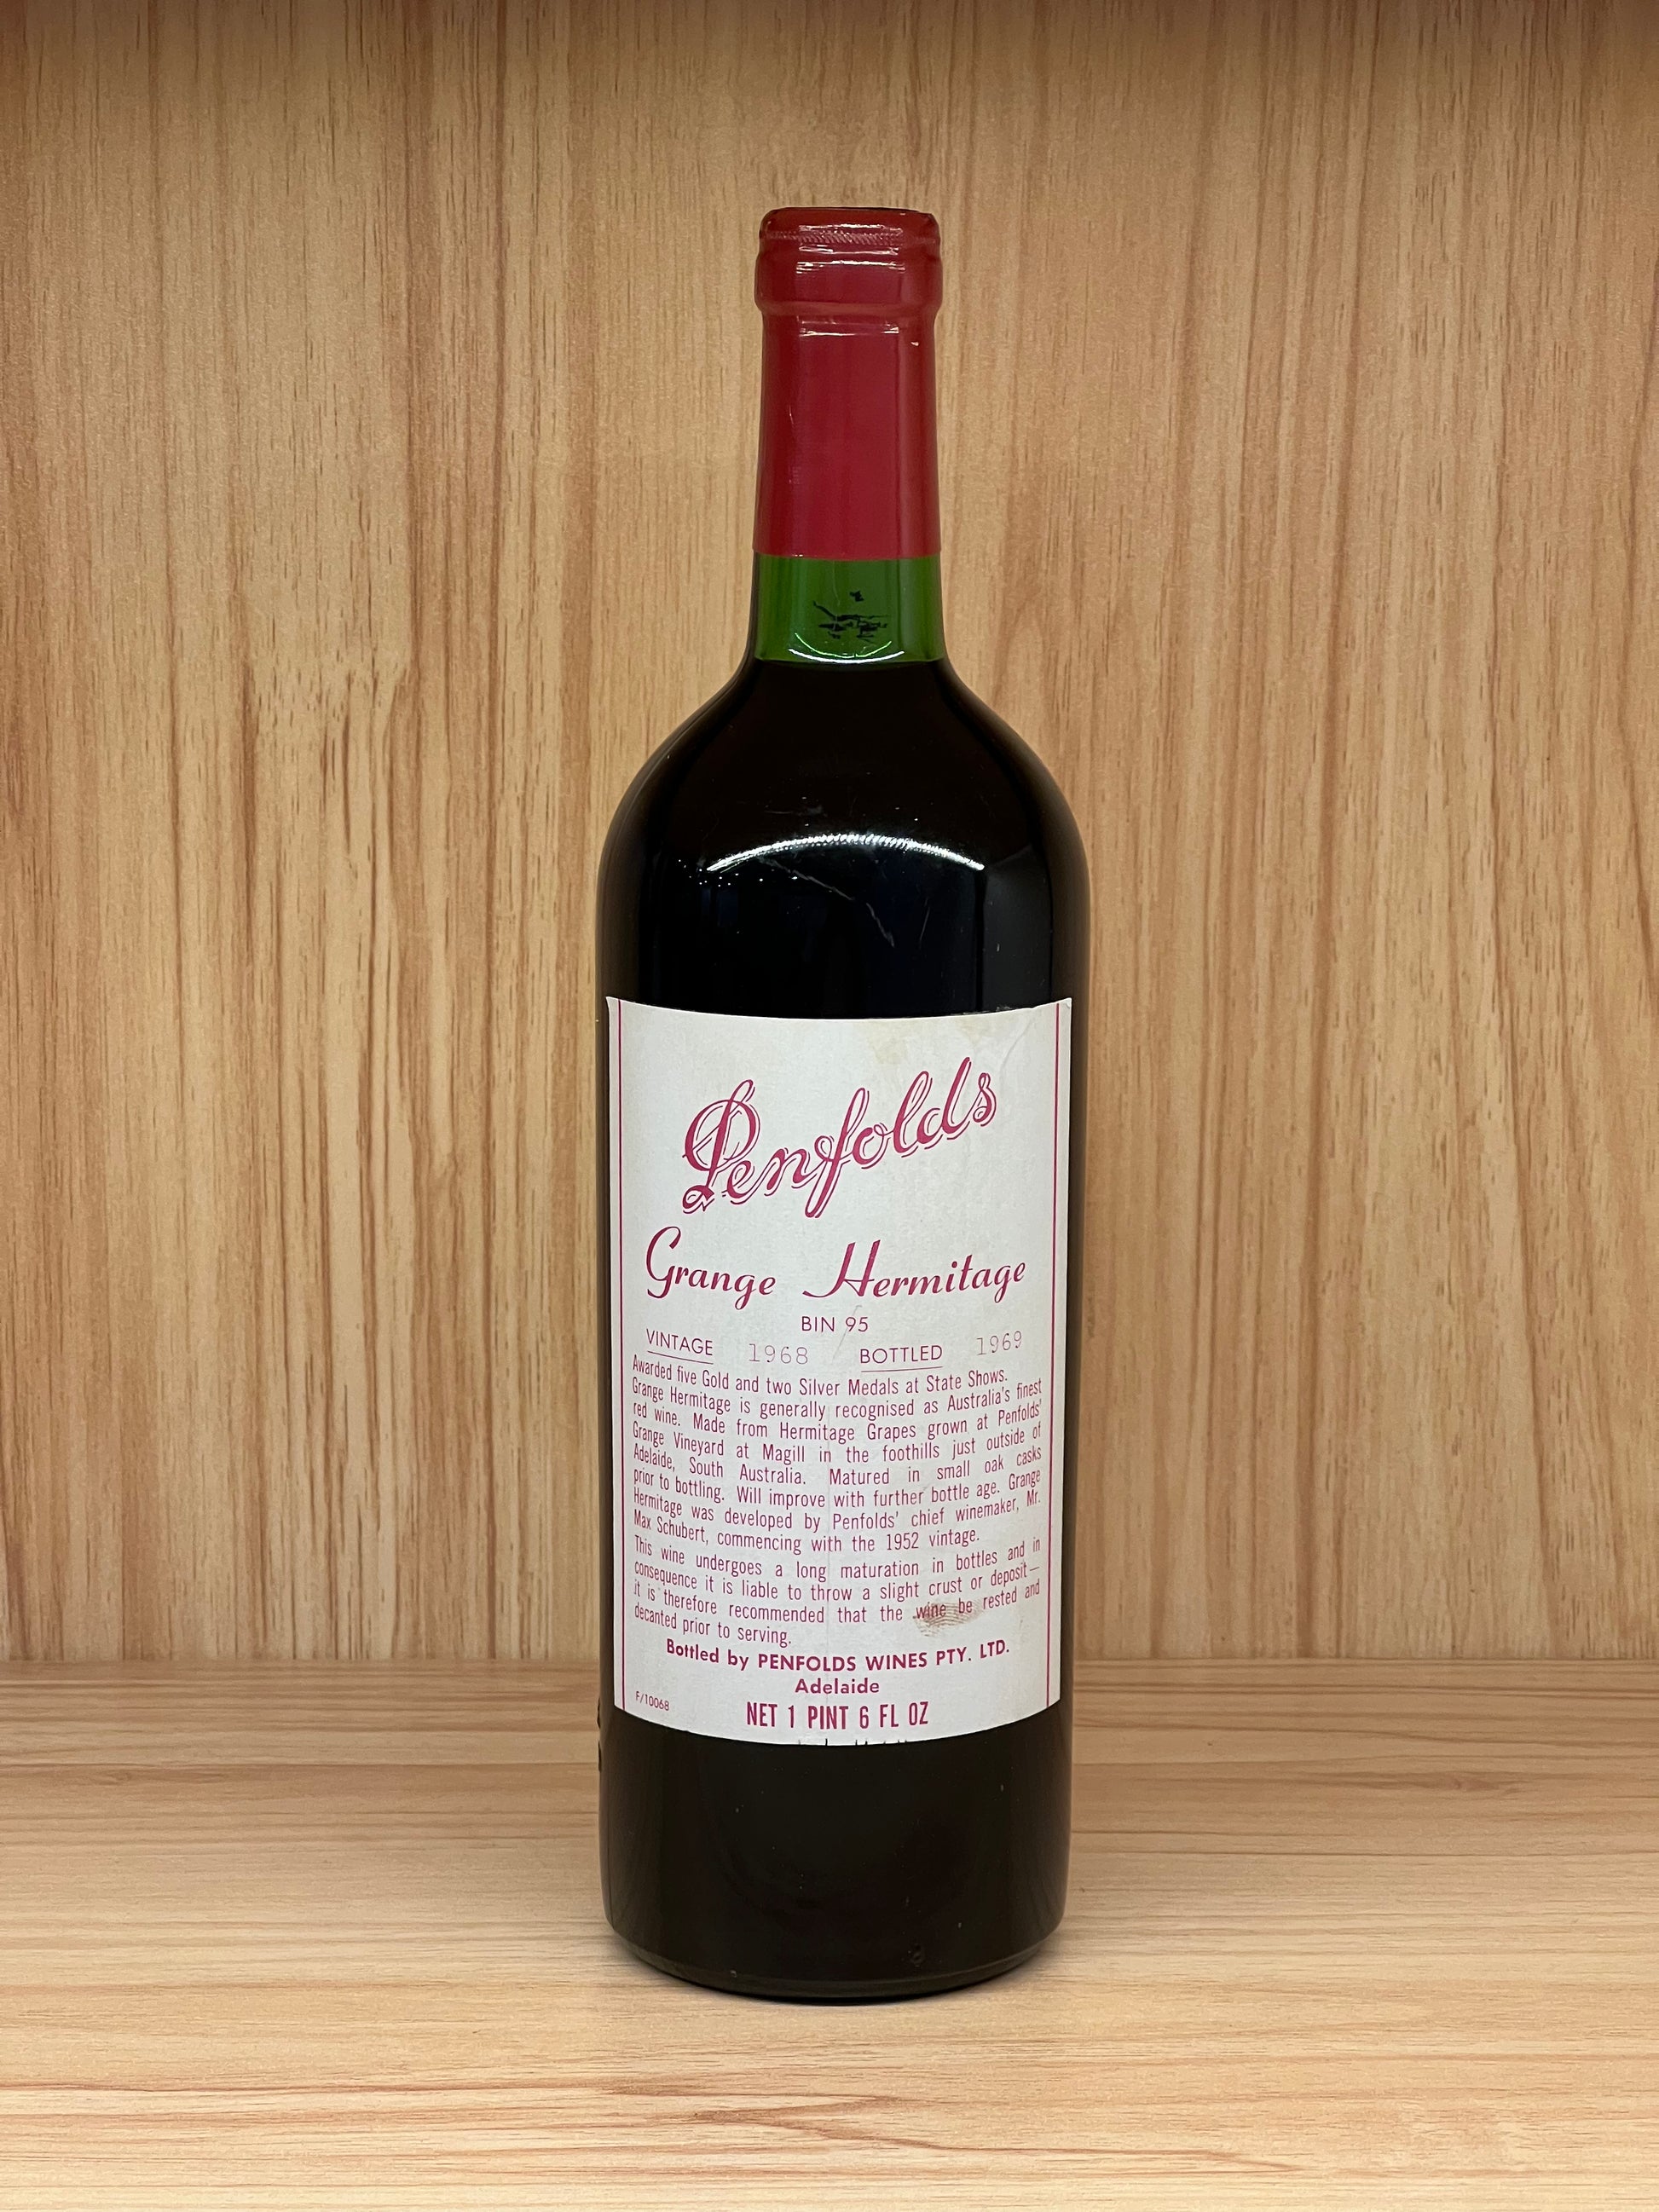 Penfolds
Grange Hermitage
BIN 95
VINTAGE 1968 BOTTLED 1969
Awarded five Gold and two Silver Medals at State Shows.
Grange Hermitage is generally recognised as Australia's finest
red wine. Made from Hermitage Grapes grown at Penfolds'
Grange Vineyard at Magill in the foothills just outside of
Adelaide, South Australia. Matured in small oak casks
prior to bottling. Will improve with further bottle age. Grange
Hermitage was developed by Penfolds' chief winemaker, Mr.
Max Schubert, commencing with the 1952 vintage.
This wine undergoes a long maturation in bottles and in
consequence it is liable to throw a slight crust or deposit—
it is therefore recommended that the wine be rested and
decanted prior to serving.
Bottled by PENFOLDS WINES PTY. LTD.
Adelaide
F/10068
NET 1 PINT 6 FL OZ